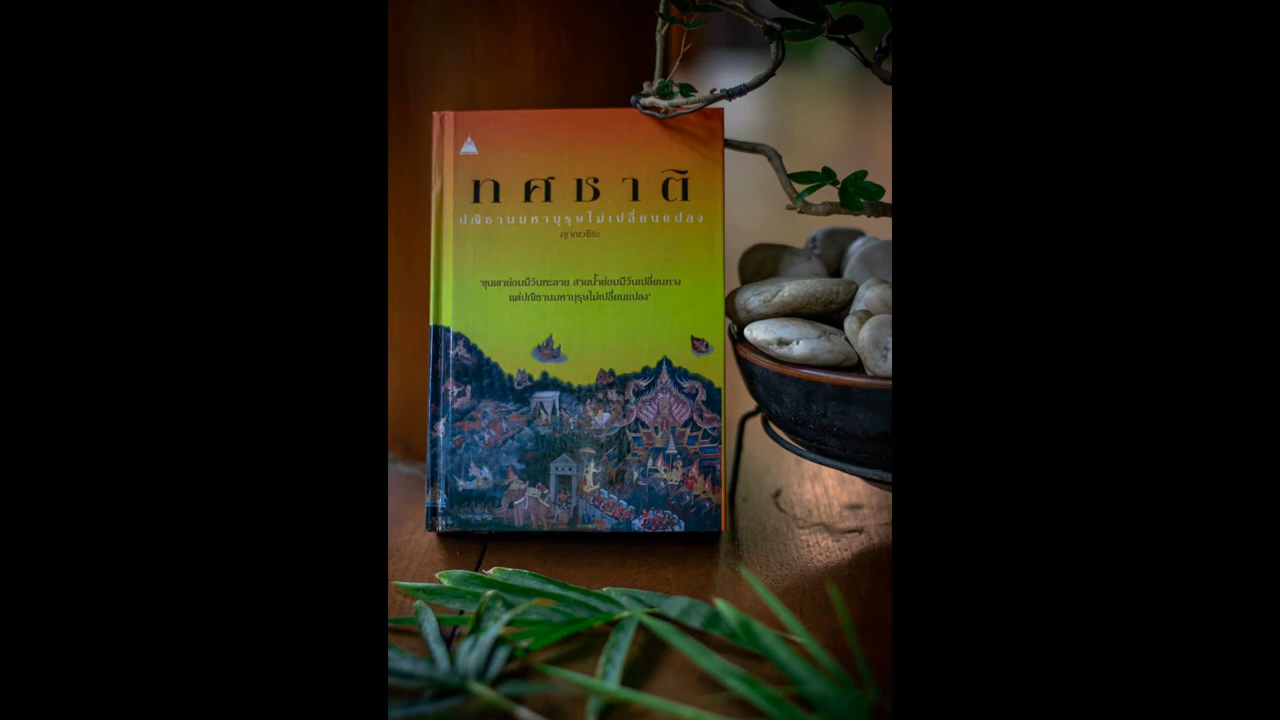 ทศชาติ
ปณิธานมหาบุรุษไม่เปลี่ยนแปลง
ญาณวชิระ
"ขุนเขาย่อมมีวันทะลาย สายน้ำย่อมมีวันเปลี่ยนทาง
แต่ปณิธานมหาบุรุษไม่เปลี่ยนแปลง"